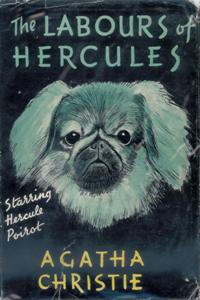 The LABOURS of
HERCULES
Starring
Hercule
Poirot
AGATHA
CHRISTIE